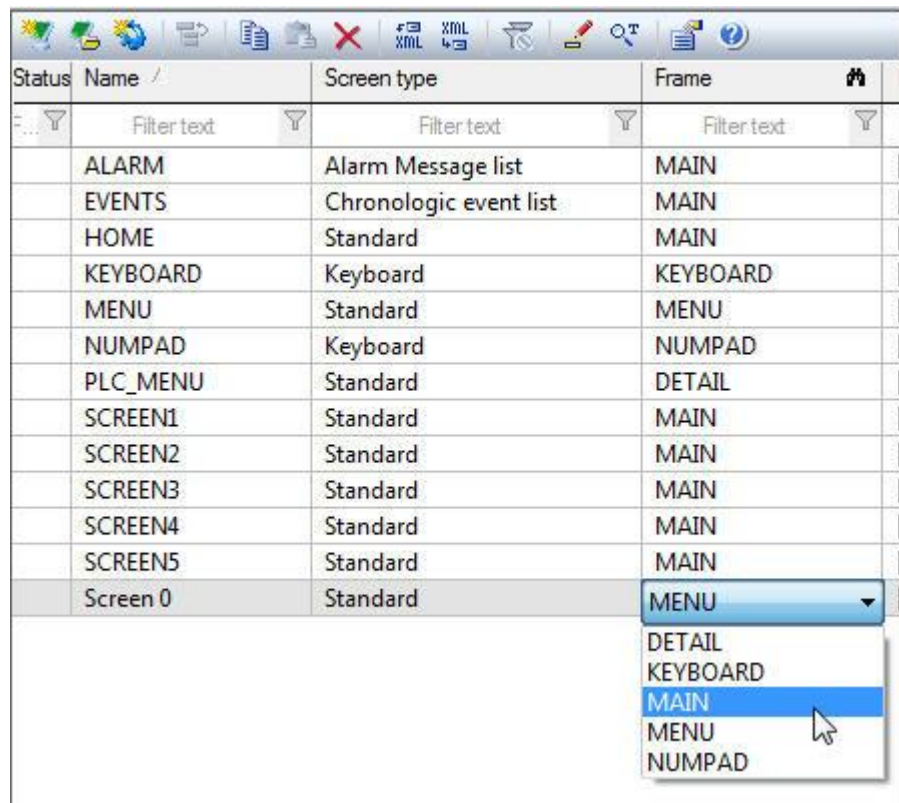 XML XML
Status Name Screen type Frame
F... Filter text Filter text Filter text
ALARM Alarm Message list MAIN
EVENTS Chronologic event list MAIN
HOME Standard MAIN
KEYBOARD Keyboard KEYBOARD
MENU Standard MENU
NUMPAD Keyboard NUMPAD
PLC_MENU Standard DETAIL
SCREEN1 Standard MAIN
SCREEN2 Standard MAIN
SCREEN3 Standard MAIN
SCREEN4 Standard MAIN
SCREEN5 Standard MAIN
Screen 0 Standard MENU
DETAIL
KEYBOARD
MAIN
MENU
NUMPAD